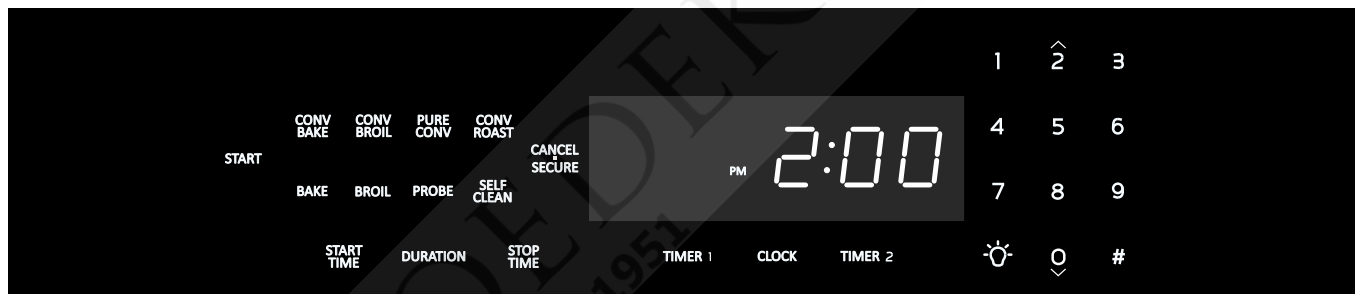 1 2 3
CONV BAKE
CONV BROIL
PURE CONV
CONV ROAST
4 5 6
START
CANCEL
SECURE
PM 2:00
BAKE
BROIL
PROBE
SELF CLEAN
7 8 9
START TIME
DURATION
STOP TIME
TIMER 1
CLOCK
TIMER 2
0 #
1951